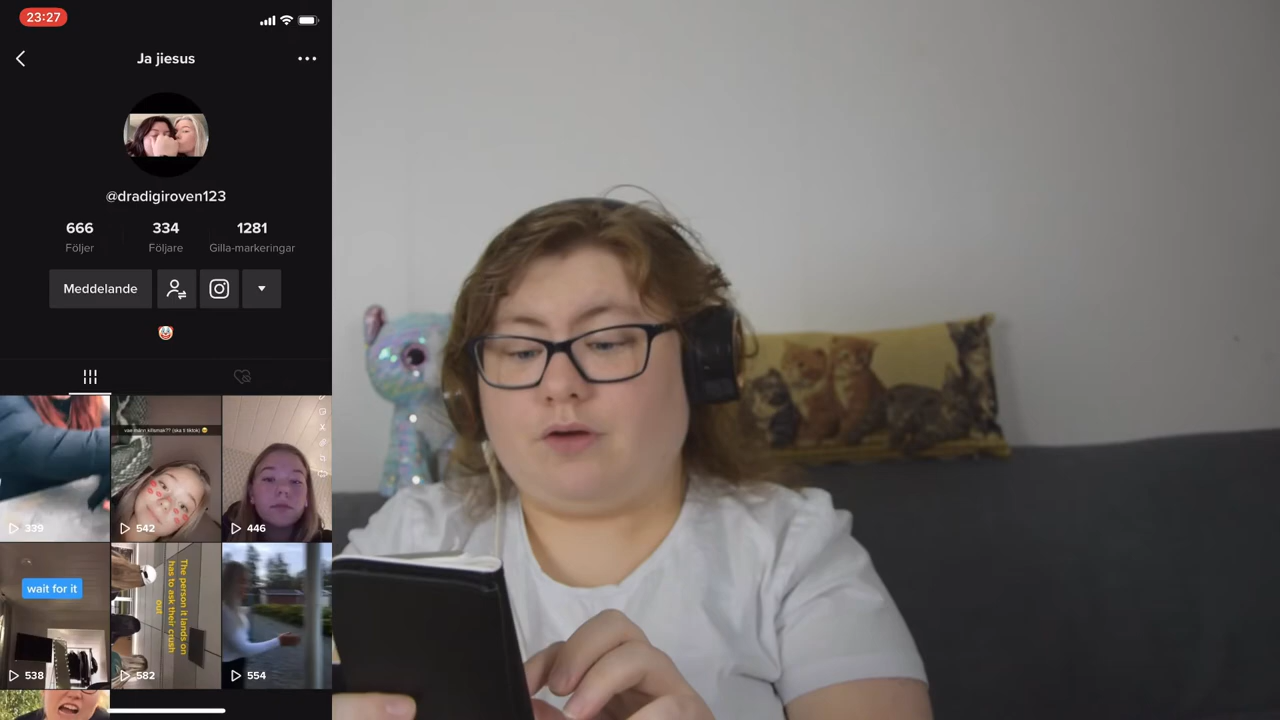 23:27
Ja jiesus
@dradigiroven123
666
334
1281
Följer
Följare
Gilla-markeringar
Meddelande
339
542
446
wait for it
The person it lands on
has to ask their crush
out
538
582
554